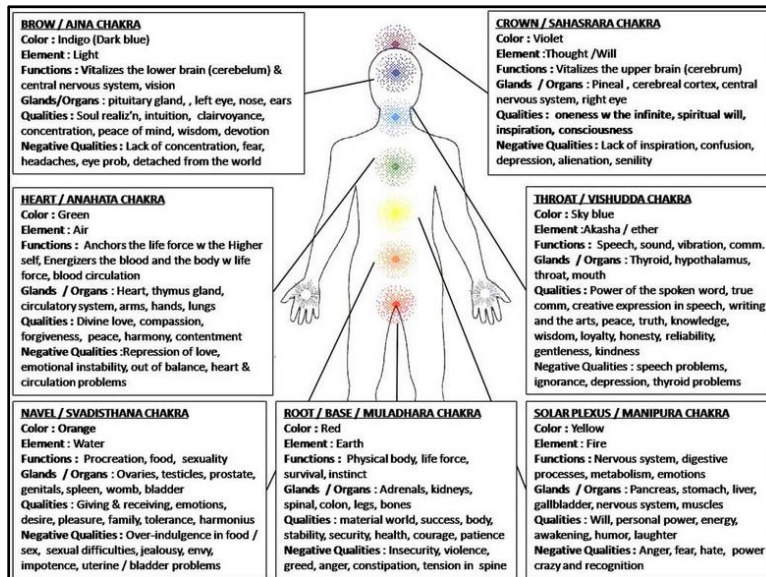 BROW / AJNA CHAKRA
Color : Indigo (Dark blue)
Element : Light
Functions : Vitalizes the lower brain (cerebelum) &
central nervous system, vision
Glands/Organs : pituitary gland, , left eye, nose, ears
Qualities : Soul realiz'n, intuition, clairvoyance,
concentration, peace of mind, wisdom, devotion
Negative Qualities : Lack of concentration, fear,
headaches, eye prob, detached from the world
CROWN / SAHASRARA CHAKRA
Color : Violet
Element :Thought /Will
Functions : Vitalizes the upper brain (cerebrum)
Glands / Organs : Pineal , cerebreal cortex, central
nervous system, right eye
Qualities : oneness w the infinite, spiritual will,
inspiration, consciousness
Negative Qualities : Lack of inspiration, confusion,
depression, alienation, senility
HEART / ANAHATA CHAKRA
Color : Green
Element : Air
Functions : Anchors the life force w the Higher
self, Energizers the blood and the body w life
force, blood circulation
Glands / Organs : Heart, thymus gland,
circulatory system, arms, hands, lungs
Qualities : Divine love, compassion,
forgiveness, peace, harmony, contentment
Negative Qualities :Repression of love,
emotional instability, out of balance, heart &
circulation problems
THROAT / VISHUDDA CHAKRA
Color : Sky blue
Element :Akasha / ether
Functions : Speech, sound, vibration, comm.
Glands / Organs : Thyroid, hypothalamus,
throat, mouth
Qualities : Power of the spoken word, true
comm, creative expression in speech, writing
and the arts, peace, truth, knowledge,
wisdom, loyalty, honesty, reliability,
gentleness, kindness
Negative Qualities : speech problems,
ignorance, depression, thyroid problems
NAVEL / SVADISTHANA CHAKRA
Color : Orange
Element : Water
Functions : Procreation, food, sexuality
Glands / Organs : Ovaries, testicles, prostate,
genitals, spleen, womb, bladder
Qualities : Giving & receiving, emotions,
desire, pleasure, family, tolerance, harmonius
Negative Qualities : Over-indulgence in food /
sex, sexual difficulties, jealousy, envy,
impotence, uterine / bladder problems
ROOT / BASE / MULADHARA CHAKRA
Color : Red
Element : Earth
Functions : Physical body, life force,
survival, instinct
Glands / Organs : Adrenals, kidneys,
spinal, colon, legs, bones
Qualities : material world, success, body,
stability, security, health, courage, patience
Negative Qualities : Insecurity, violence,
greed, anger, constipation, tension in spine
SOLAR PLEXUS / MANIPURA CHAKRA
Color : Yellow
Element : Fire
Functions : Nervous system, digestive
processes, metabolism, emotions
Glands / Organs : Pancreas, stomach, liver,
gallbladder, nervous system, muscles
Qualities : Will, personal power, energy,
awakening, humor, laughter
Negative Qualities : Anger, fear, hate, power
crazy and recognition